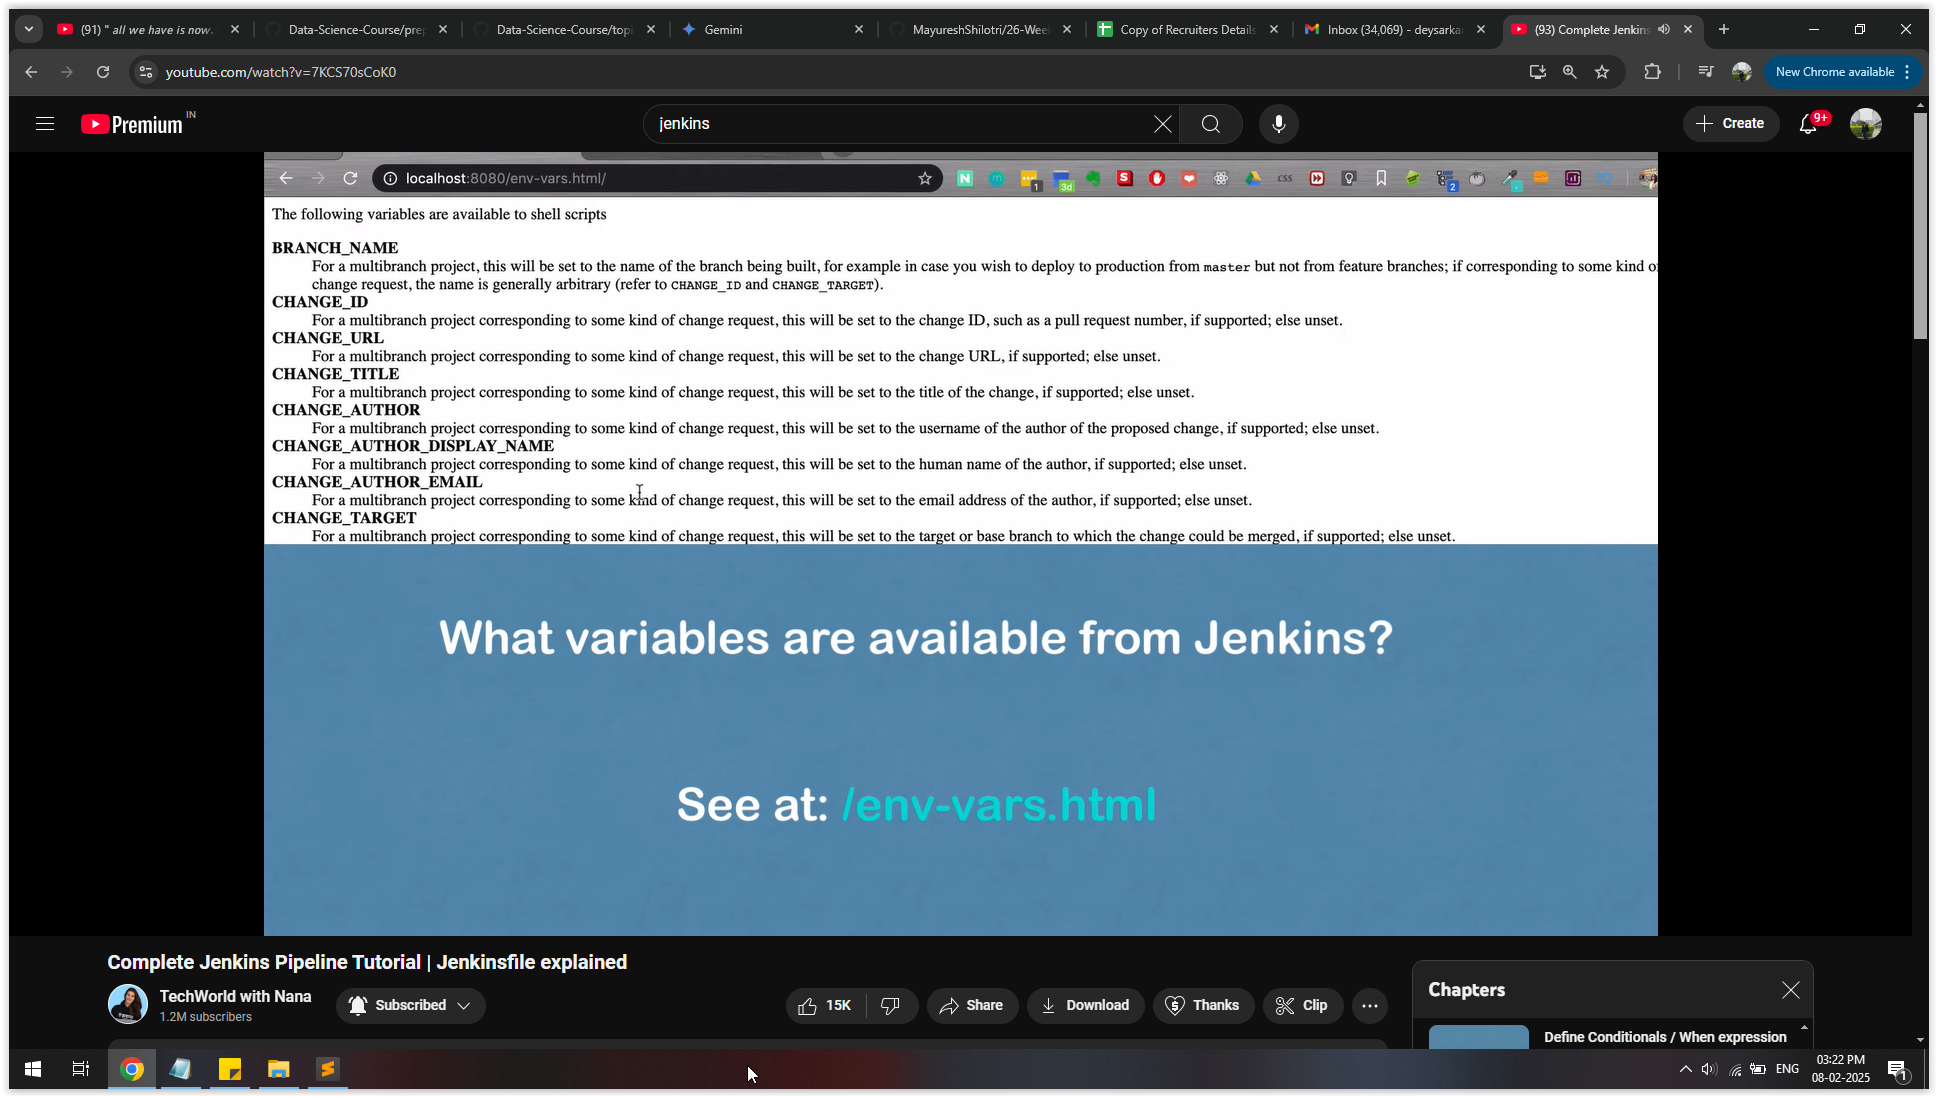 (91) " all we have is now.
Data-Science-Course/prep
Data-Science-Course/topi
Gemini
MayureshShilotri/26-Week
Copy of Recruiters Details
Inbox (34,069) - deysarkar
(93) Complete Jenkins
youtube.com/watch?v=7KCS70sCoK0
New Chrome available
Premium IN
jenkins
Create
9+
localhost:8080/env-vars.html/
1
3d
css
2
The following variables are available to shell scripts
BRANCH_NAME
For a multibranch project, this will be set to the name of the branch being built, for example in case you wish to deploy to production from master but not from feature branches; if corresponding to some kind of
change request, the name is generally arbitrary (refer to CHANGE_ID and CHANGE_TARGET).
CHANGE_ID
For a multibranch project corresponding to some kind of change request, this will be set to the change ID, such as a pull request number, if supported; else unset.
CHANGE_URL
For a multibranch project corresponding to some kind of change request, this will be set to the change URL, if supported; else unset.
CHANGE_TITLE
For a multibranch project corresponding to some kind of change request, this will be set to the title of the change, if supported; else unset.
CHANGE_AUTHOR
For a multibranch project corresponding to some kind of change request, this will be set to the username of the author of the proposed change, if supported; else unset.
CHANGE_AUTHOR_DISPLAY_NAME
For a multibranch project corresponding to some kind of change request, this will be set to the human name of the author, if supported; else unset.
CHANGE_AUTHOR_EMAIL
For a multibranch project corresponding to some kind of change request, this will be set to the email address of the author, if supported; else unset.
CHANGE_TARGET
For a multibranch project corresponding to some kind of change request, this will be set to the target or base branch to which the change could be merged, if supported; else unset.
What variables are available from Jenkins?
See at: /env-vars.html
Complete Jenkins Pipeline Tutorial | Jenkinsfile explained
TechWorld with Nana
1.2M subscribers
Subscribed
15K
Share
Download
Thanks
Clip
Chapters
Define Conditionals / When expression
ENG
03:22 PM
08-02-2025
1